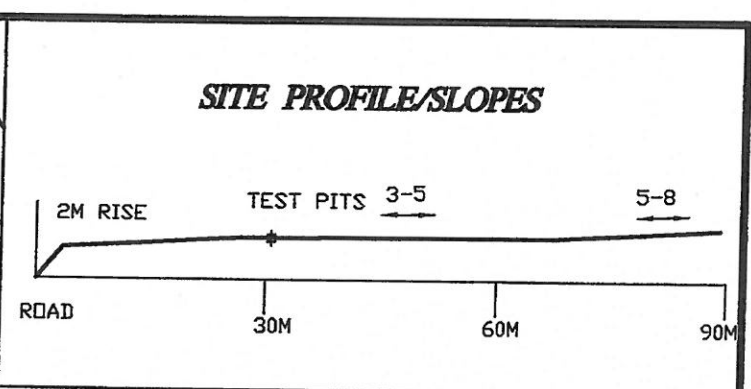 SITE PROFILE/SLOPES
2M RISE TEST PITS 3-5 5-8
ROAD 30M 60M 90M